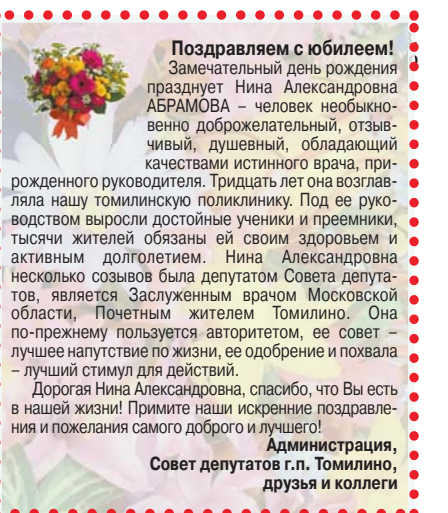 Поздравляем с юбилеем!
Замечательный день рождения
празднует Нина Александровна
АБРАМОВА – человек необыкно-
венно доброжелательный, отзыв-
чивый, душевный, обладающий
качествами истинного врача, при-
рожденного руководителя. Тридцать лет она возглав-
ляла нашу томилинскую поликлинику. Под ее руко-
водством выросли достойные ученики и преемники,
тысячи жителей обязаны ей своим здоровьем и
активным долголетием. Нина Александровна
несколько созывов была депутатом Совета депута-
тов, является Заслуженным врачом Московской
области, Почетным жителем Томилино. Она
по-прежнему пользуется авторитетом, ее совет –
лучшее напутствие по жизни, ее одобрение и похвала
– лучший стимул для действий.
Дорогая Нина Александровна, спасибо, что Вы есть
в нашей жизни! Примите наши искренние поздравле-
ния и пожелания самого доброго и лучшего!
Администрация,
Совет депутатов г.п. Томилино,
друзья и коллеги